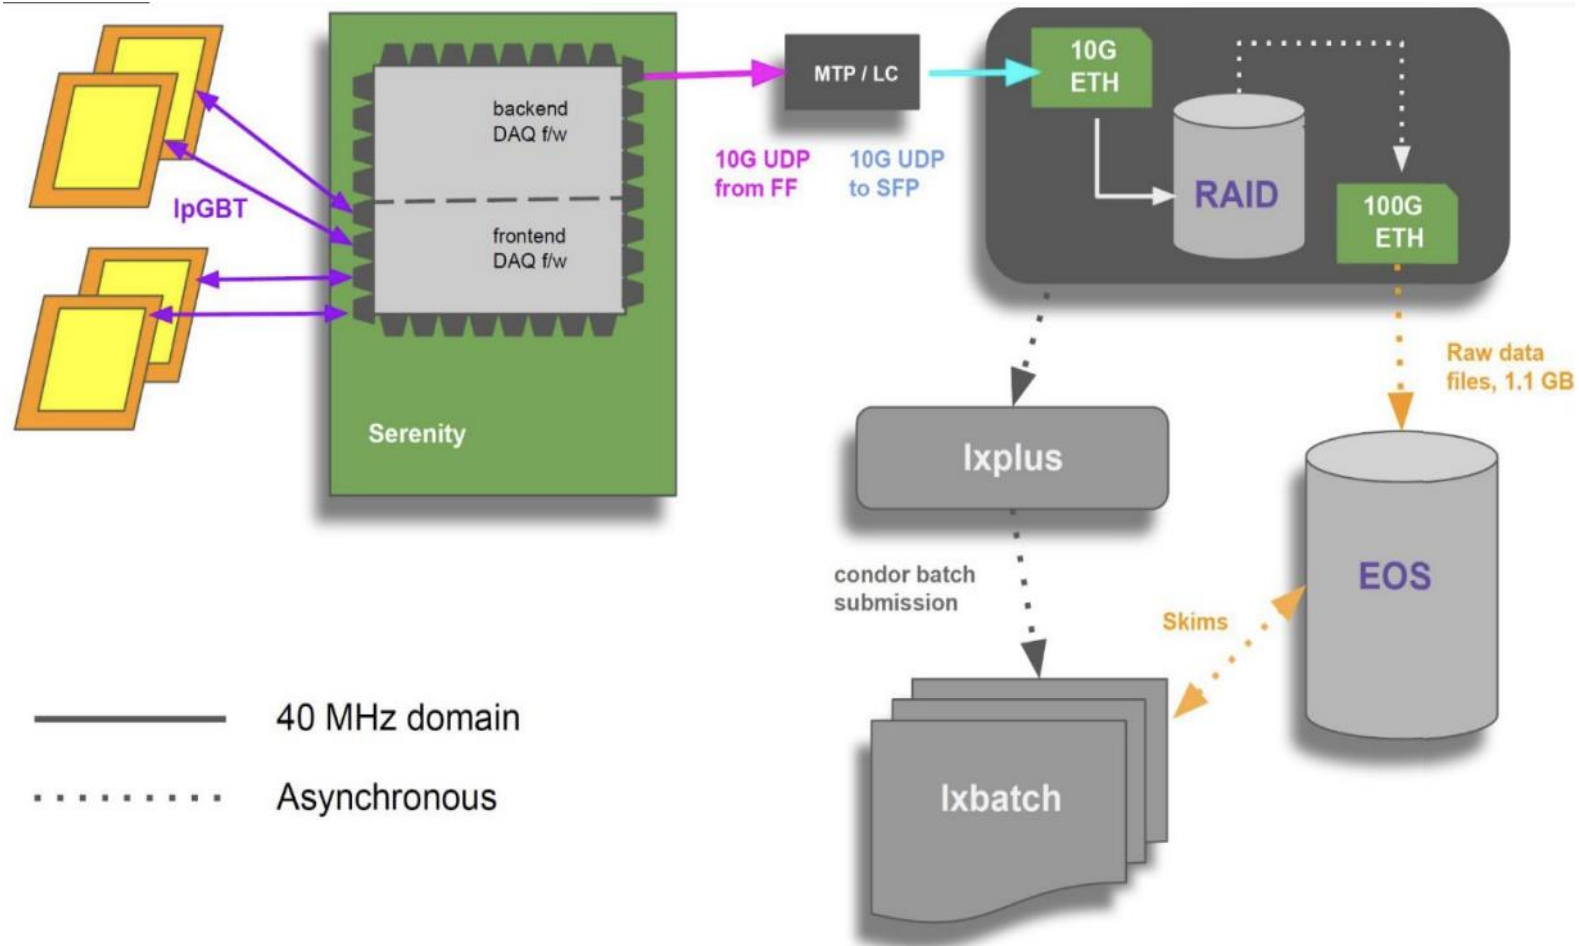 lpGBT
backend
DAQ f/w
frontend
DAQ f/w
Serenity
MTP / LC
10G UDP
from FF
10G UDP
to SFP
10G
ETH
RAID
100G
ETH
Raw data
files, 1.1 GB
lxplus
condor batch
submission
EOS
Skims
lxbatch
40 MHz domain
Asynchronous